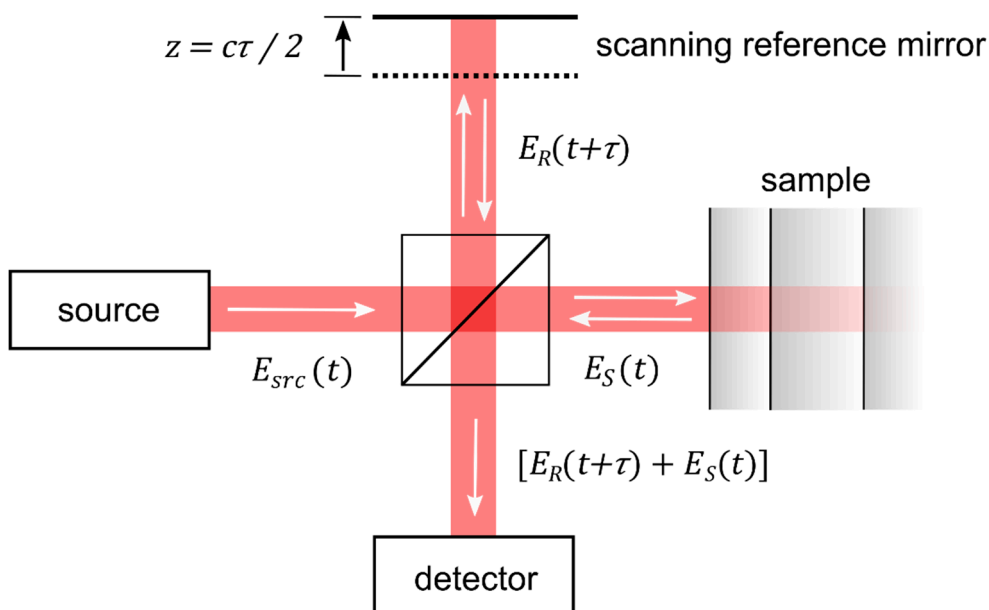 z = cτ / 2
scanning reference mirror
E_R(t+τ)
sample
source
E_src(t)
E_S(t)
[E_R(t+τ) + E_S(t)]
detector